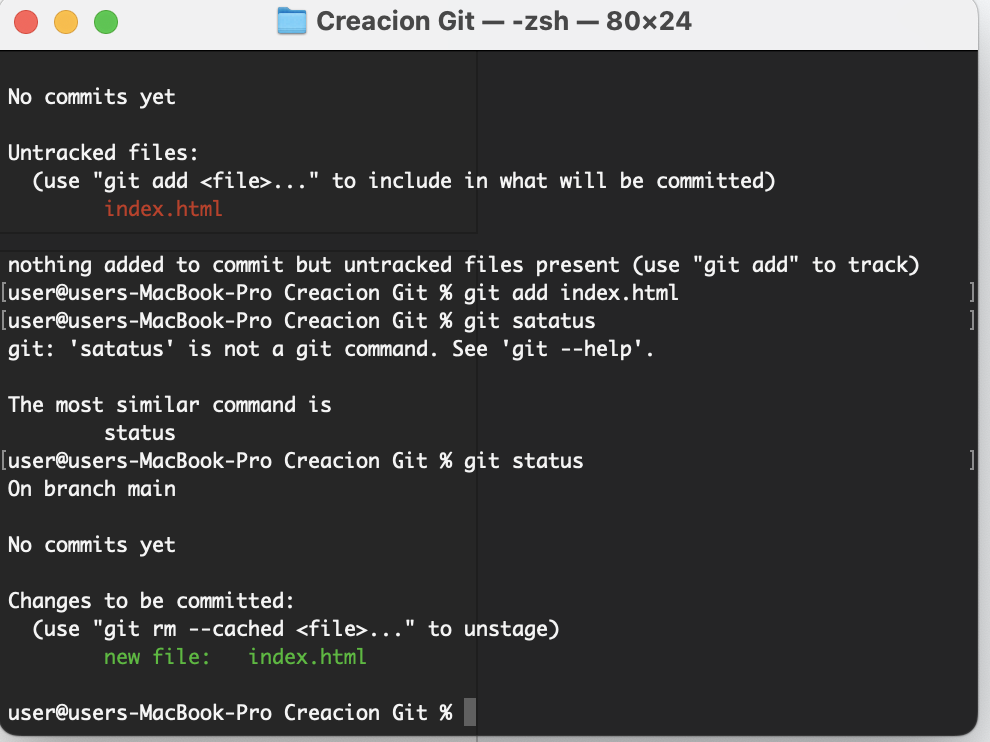 Creacion Git — -zsh — 80×24
No commits yet
Untracked files:
(use "git add <file>..." to include in what will be committed)
index.html
nothing added to commit but untracked files present (use "git add" to track)
[user@users-MacBook-Pro Creacion Git % git add index.html ]
[user@users-MacBook-Pro Creacion Git % git satatus ]
git: 'satatus' is not a git command. See 'git --help'.
The most similar command is
status
[user@users-MacBook-Pro Creacion Git % git status ]
On branch main
No commits yet
Changes to be committed:
(use "git rm --cached <file>..." to unstage)
new file:   index.html
user@users-MacBook-Pro Creacion Git %